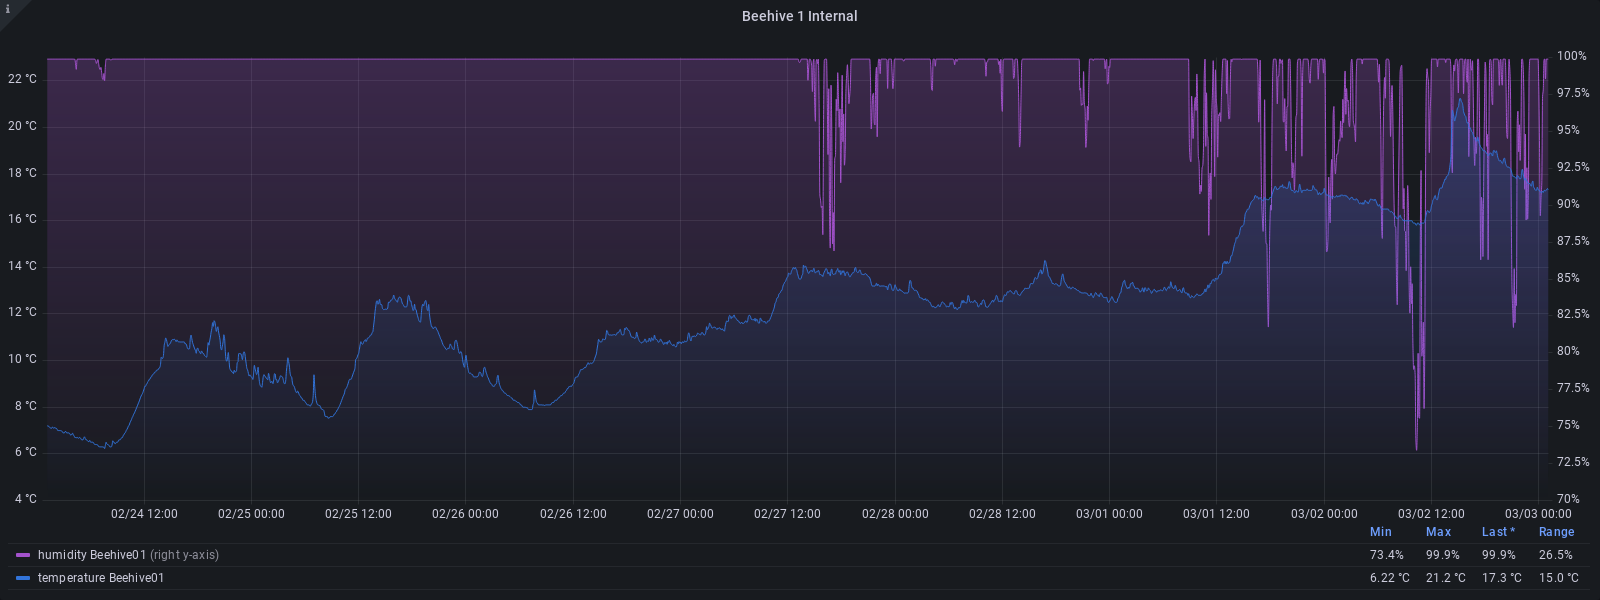 i
Beehive 1 Internal
22 °C
20 °C
18 °C
16 °C
14 °C
12 °C
10 °C
8 °C
6 °C
4 °C
100%
97.5%
95%
92.5%
90%
87.5%
85%
82.5%
80%
77.5%
75%
72.5%
70%
02/24 12:00 02/25 00:00 02/25 12:00 02/26 00:00 02/26 12:00 02/27 00:00 02/27 12:00 02/28 00:00 02/28 12:00 03/01 00:00 03/01 12:00 03/02 00:00 03/02 12:00 03/03 00:00
Min Max Last * Range
humidity Beehive01 (right y-axis) 73.4% 99.9% 99.9% 26.5%
temperature Beehive01 6.22 °C 21.2 °C 17.3 °C 15.0 °C